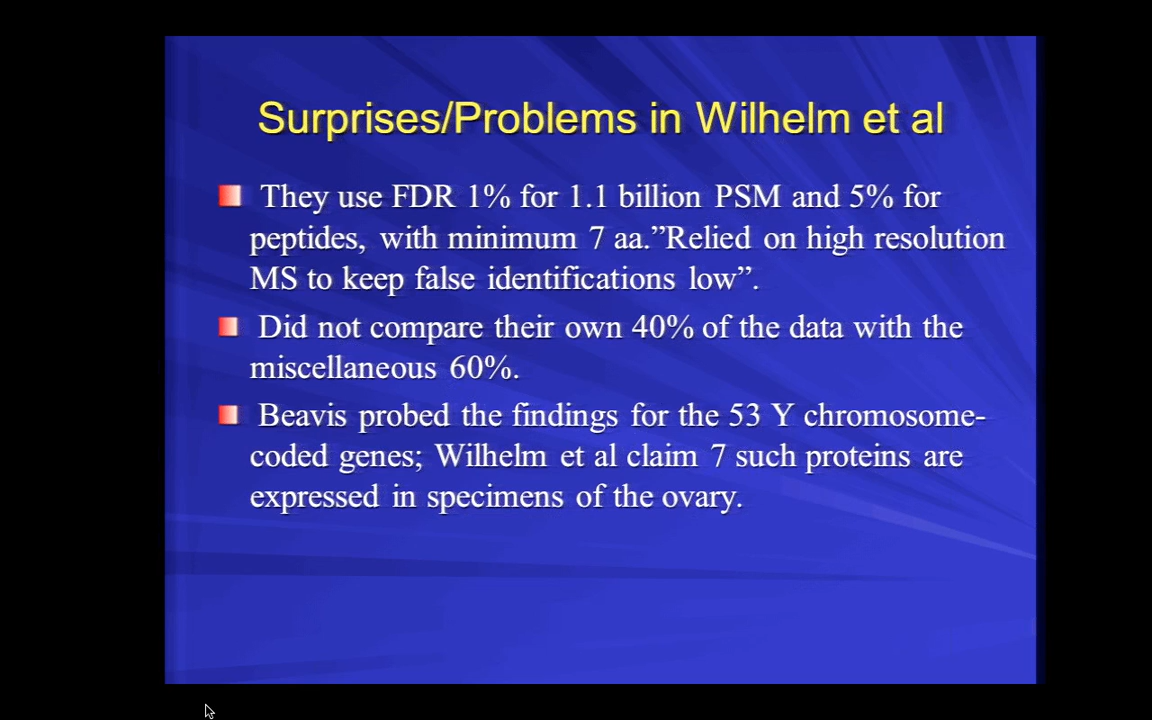 Surprises/Problems in Wilhelm et al
They use FDR 1% for 1.1 billion PSM and 5% for
peptides, with minimum 7 aa.”Relied on high resolution
MS to keep false identifications low”.
Did not compare their own 40% of the data with the
miscellaneous 60%.
Beavis probed the findings for the 53 Y chromosome-
coded genes; Wilhelm et al claim 7 such proteins are
expressed in specimens of the ovary.